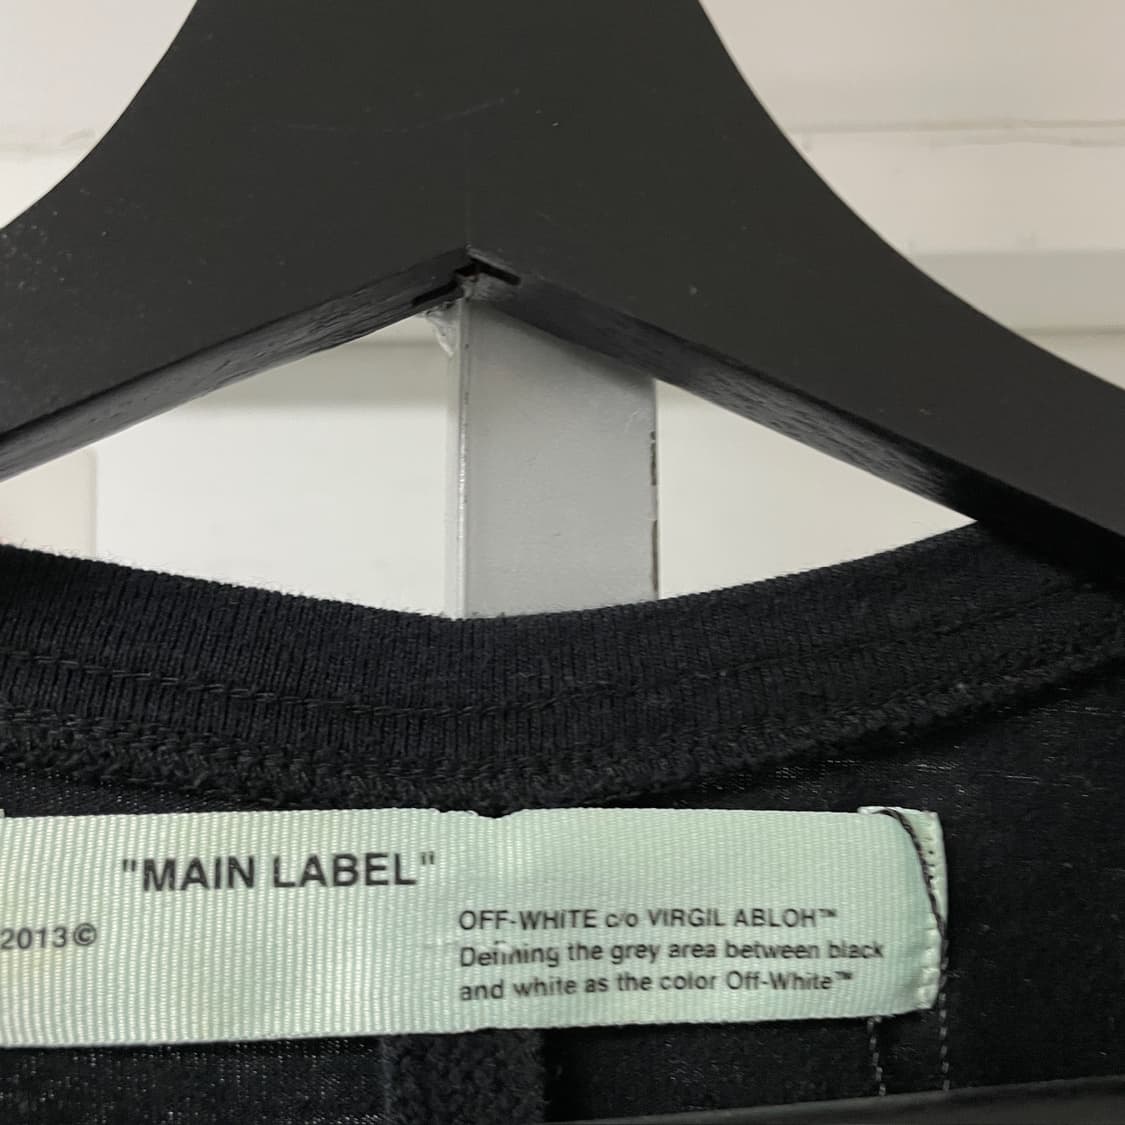 "MAIN LABEL"
2013©
OFF-WHITE c/o VIRGIL ABLOH™
Defining the grey area between black
and white as the color Off-White™